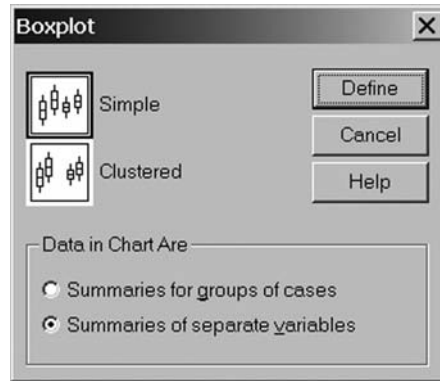 Boxplot
Simple
Clustered
Define
Cancel
Help
Data in Chart Are
Summaries for groups of cases
Summaries of separate variables